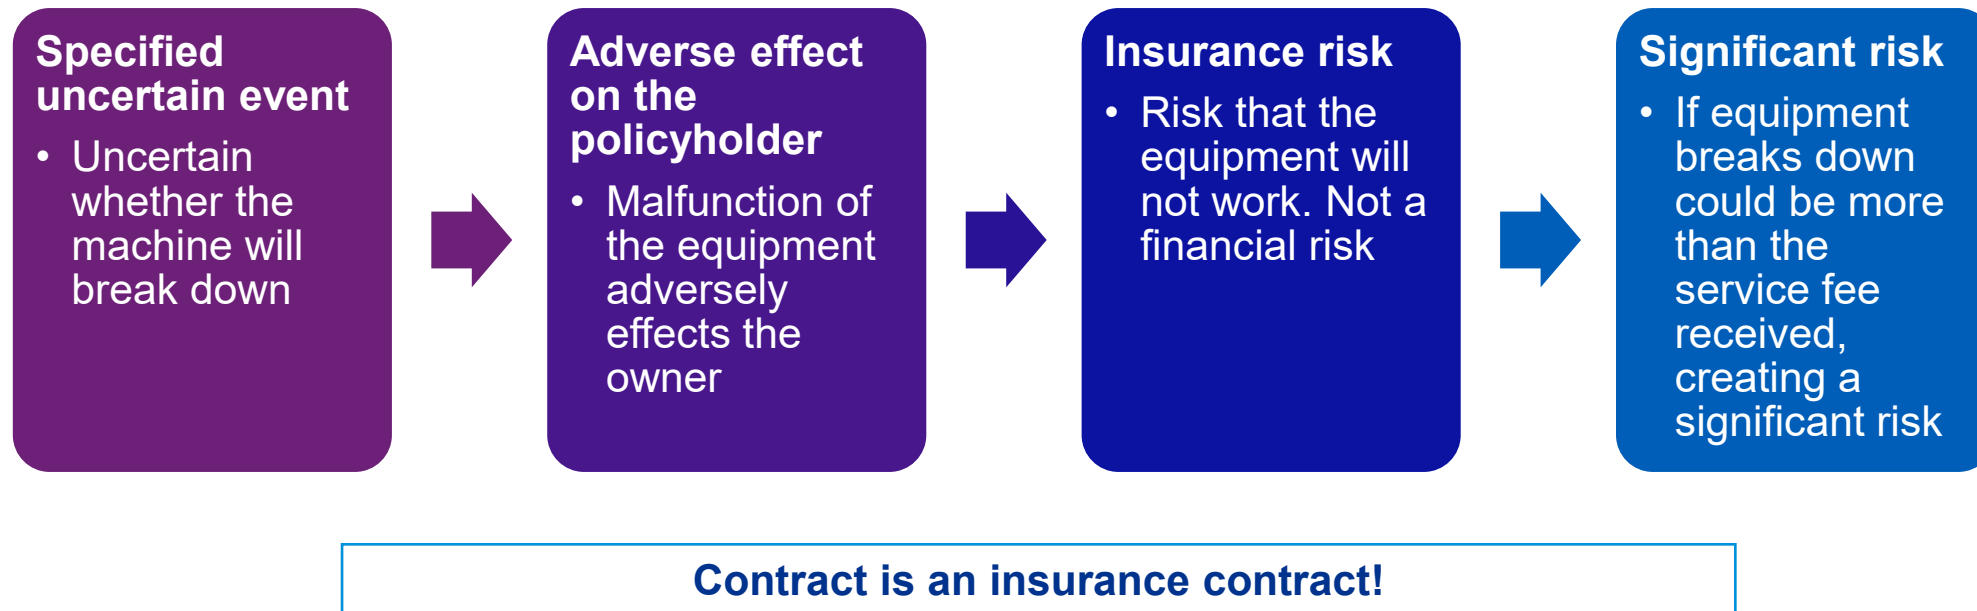 Specified
uncertain event
• Uncertain
whether the
machine will
break down
Adverse effect
on the
policyholder
• Malfunction of
the equipment
adversely
effects the
owner
Insurance risk
• Risk that the
equipment will
not work. Not a
financial risk
Significant risk
• If equipment
breaks down
could be more
than the
service fee
received,
creating a
significant risk
Contract is an insurance contract!